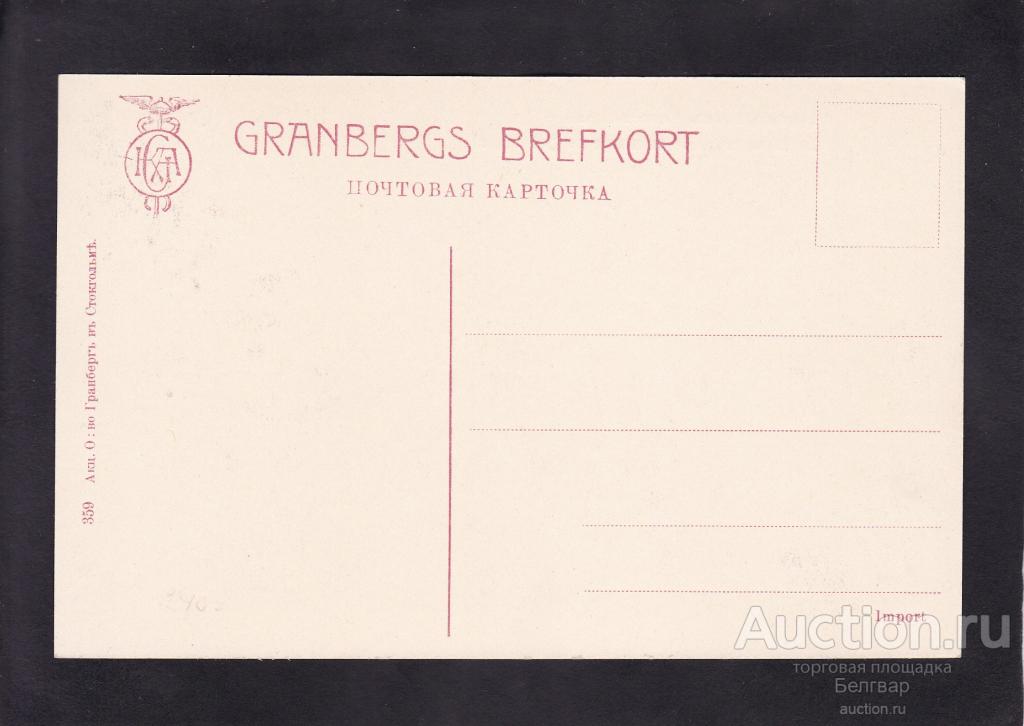 GRANBERGS BREFKORT
ПОЧТОВАЯ КАРТОЧКА
359 Акц. О: во Гранбергъ въ Стокгольмѣ.
Import
Auction.ru
торговая площадка
Белгвар
auction.ru